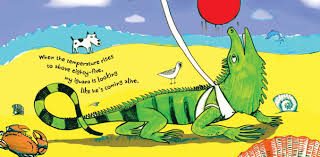 When the temperature rises
to above eighty-five,
my iguana is looking
like he's coming alive.